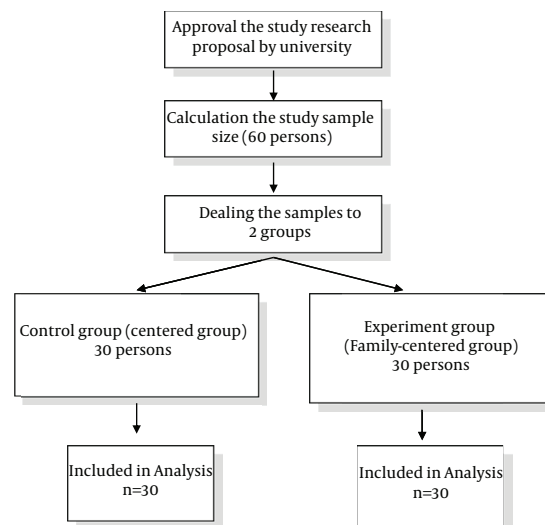 Approval the study research
proposal by university
Calculation the study sample
size (60 persons)
Dealing the samples to
2 groups
Control group (centered group)
30 persons
Experiment group
(Family-centered group)
30 persons
Included in Analysis
n=30
Included in Analysis
n=30